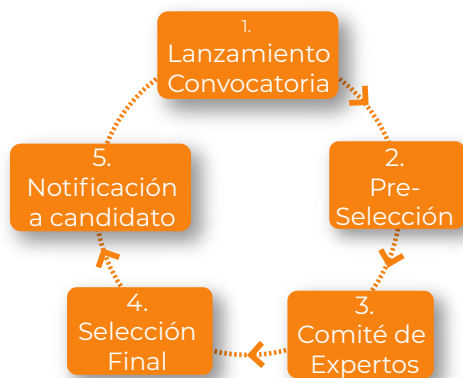 1.
Lanzamiento
Convocatoria
2.
Pre-
Selección
3.
Comité de
Expertos
4.
Selección
Final
5.
Notificación
a candidato